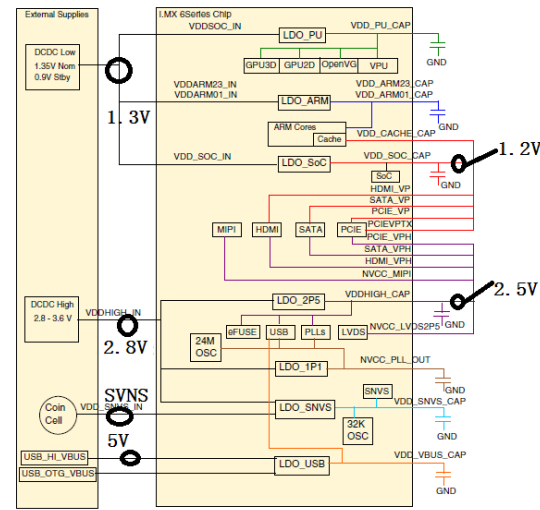 External Supplies
I.MX 6Series Chip
VDDSOC_IN
LDO_PU
VDD_PU_CAP
GND
DCDC Low
1.35V Nom
0.9V Stby
GPU3D
GPU2D
OpenVG
VPU
1.3V
VDDARM23_IN
VDDARM01_IN
LDO_ARM
VDD_ARM23_CAP
VDD_ARM01_CAP
GND
ARM Cores
Cache
VDD_CACHE_CAP
VDD_SOC_IN
LDO_SoC
VDD_SOC_CAP
1.2V
SoC
GND
HDMI_VP
SATA_VP
PCIE_VP
PCIEVPTX
MIPI
HDMI
SATA
PCIE
PCIE_VPH
SATA_VPH
HDMI_VPH
NVCC_MIPI
DCDC High
2.8 - 3.6 V
VDDHIGH_IN
2.8V
LDO_2P5
VDDHIGH_CAP
2.5V
GND
eFUSE
USB
PLLs
LVDS
NVCC_LVDS2P5
24M
OSC
LDO_1P1
NVCC_PLL_OUT
GND
Coin
Cell
SVNS
VDD_SNVS_IN
LDO_SNVS
SNVS
VDD_SNVS_CAP
32K
OSC
GND
5V
USB_HI_VBUS
USB_OTG_VBUS
LDO_USB
VDD_VBUS_CAP
GND